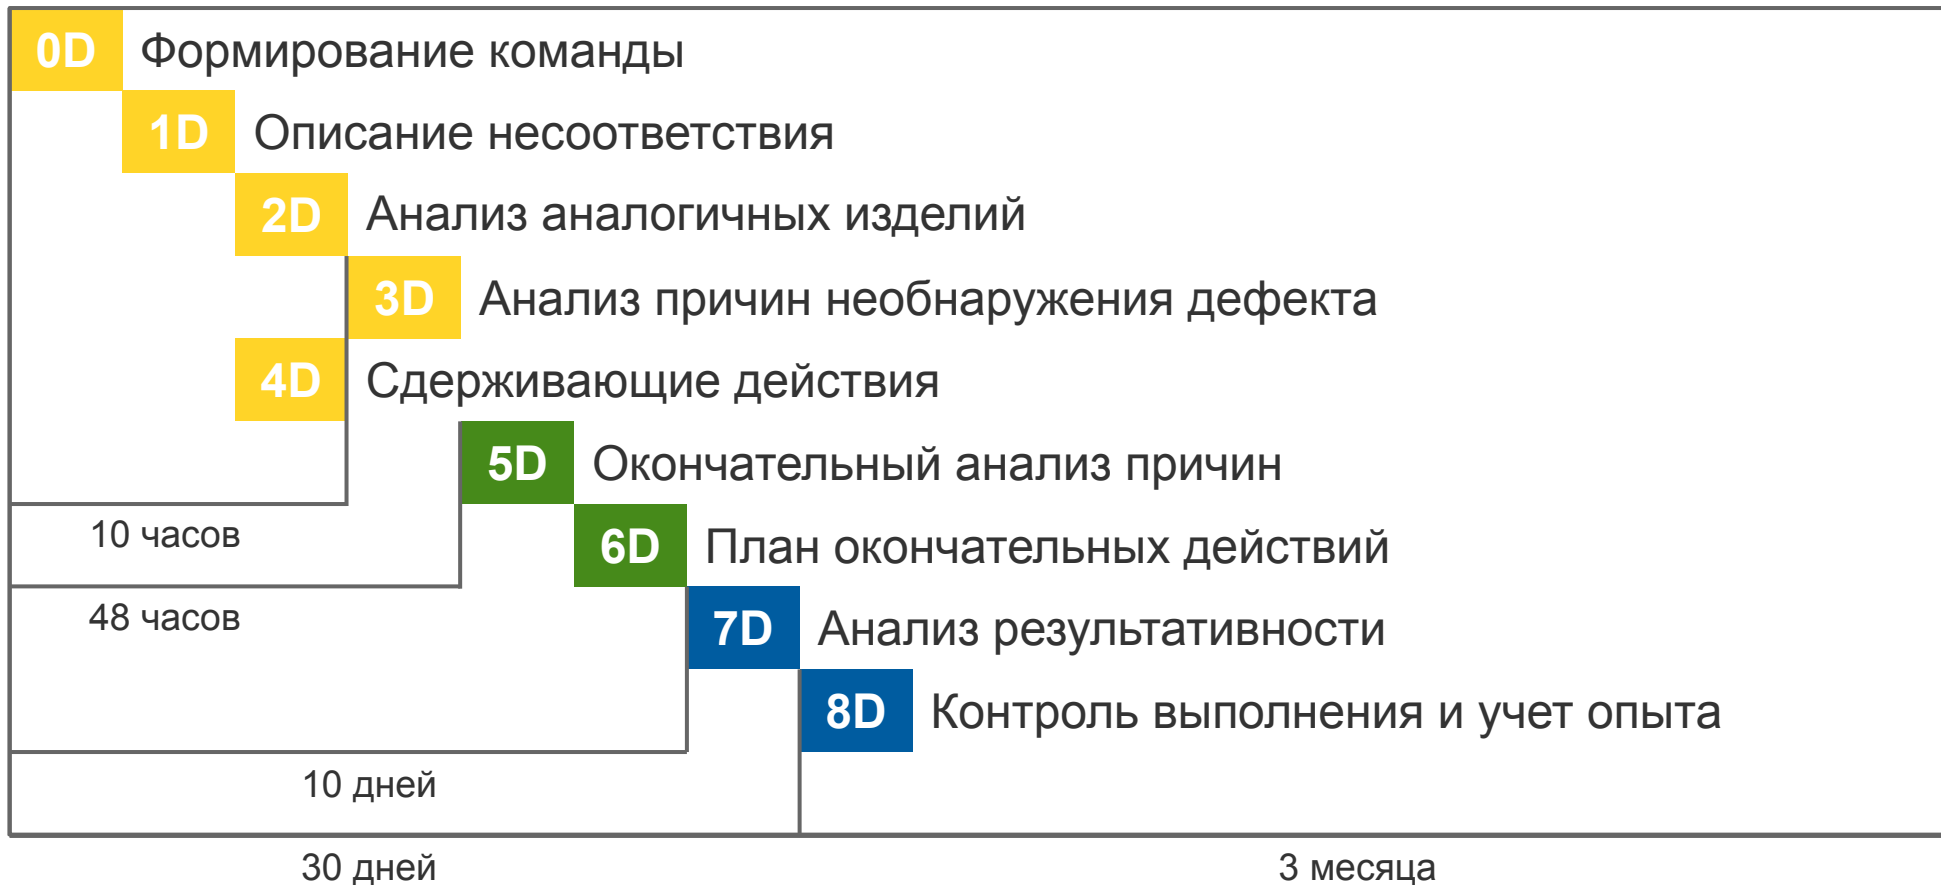 0D Формирование команды
1D Описание несоответствия
2D Анализ аналогичных изделий
3D Анализ причин необнаружения дефекта
4D Сдерживающие действия
5D Окончательный анализ причин
10 часов
6D План окончательных действий
48 часов
7D Анализ результативности
8D Контроль выполнения и учет опыта
10 дней
30 дней
3 месяца